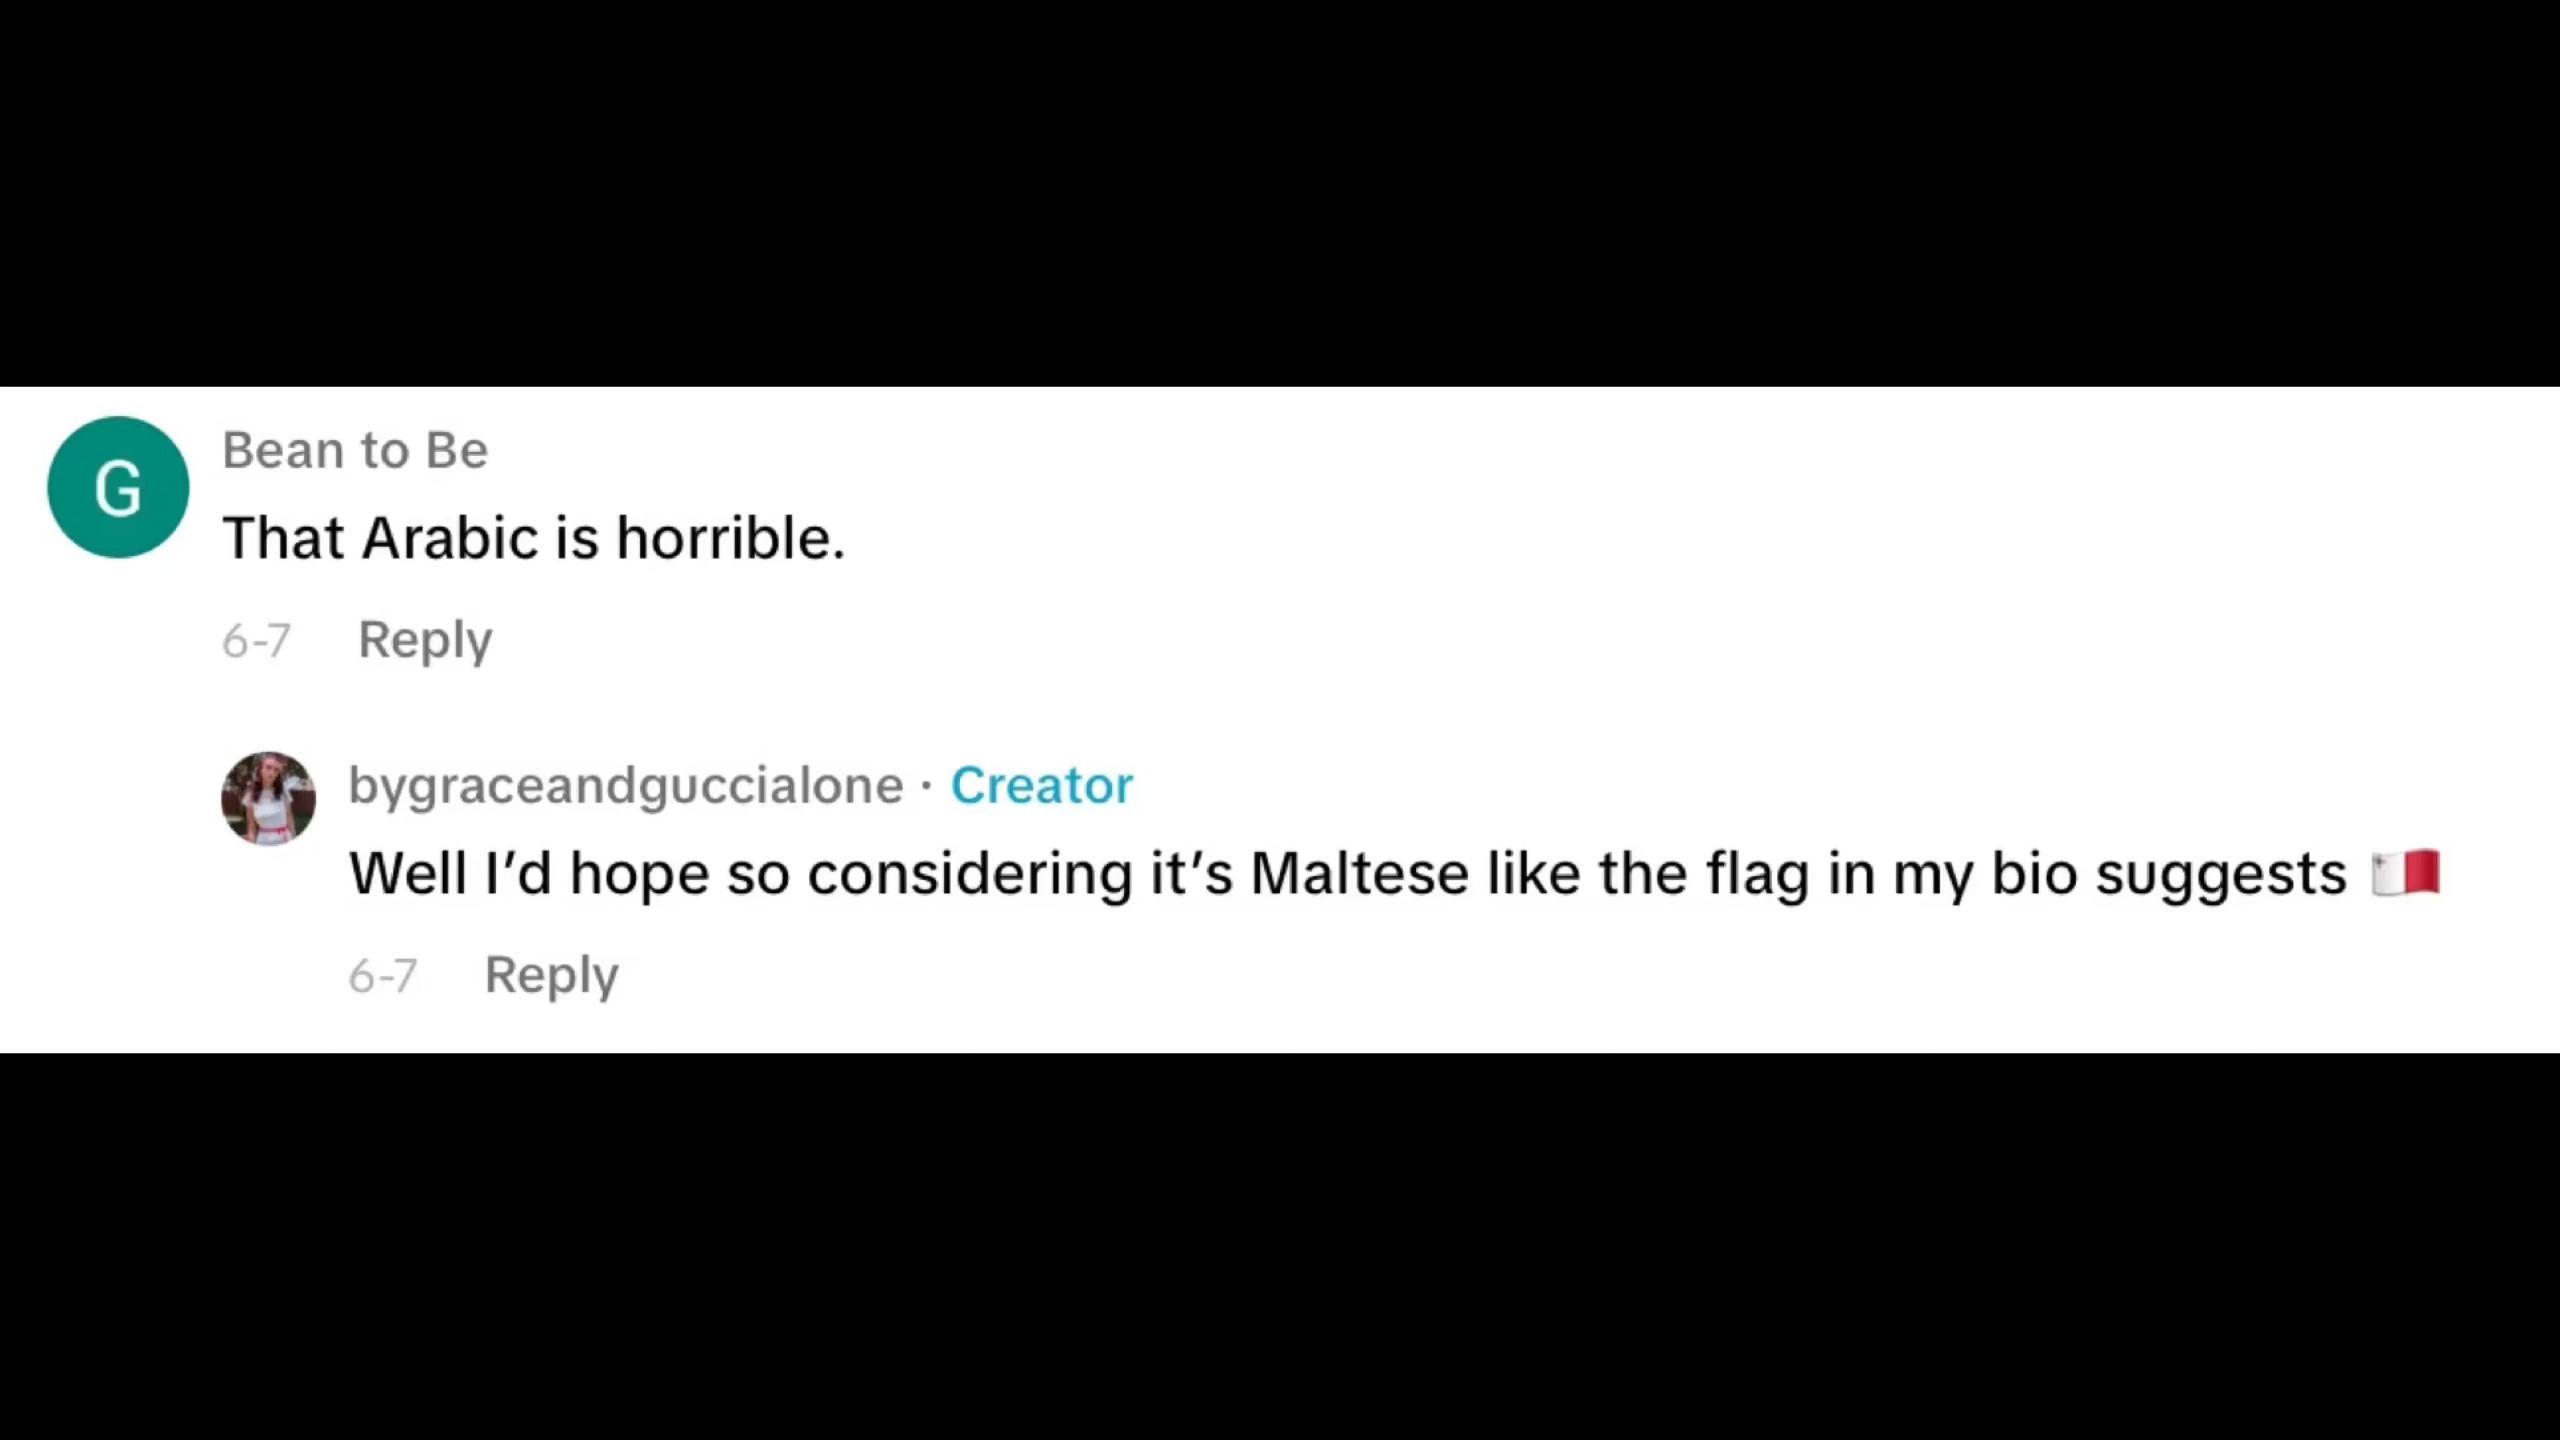 G
Bean to Be
That Arabic is horrible.
6-7 Reply
bygraceandguccialone · Creator
Well I’d hope so considering it’s Maltese like the flag in my bio suggests 🇲🇹
6-7 Reply